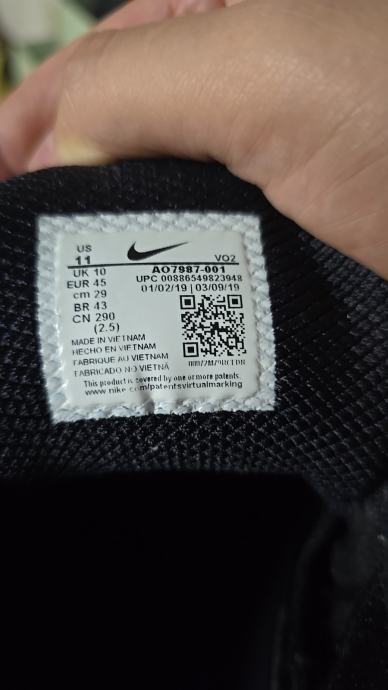 US
11 VO2
UK 10 AO7987-001
EUR 45 UPC 00886549823948
cm 29 01/02/19 | 03/09/19
BR 43
CN 290
(2.5)
MADE IN VIETNAM
HECHO EN VIETNAM
FABRIQUE AU VIETNAM
FABRICADO NO VIETNÃ
This product is covered by one or more patents.
www.nike.com/patentsvirtualmarking